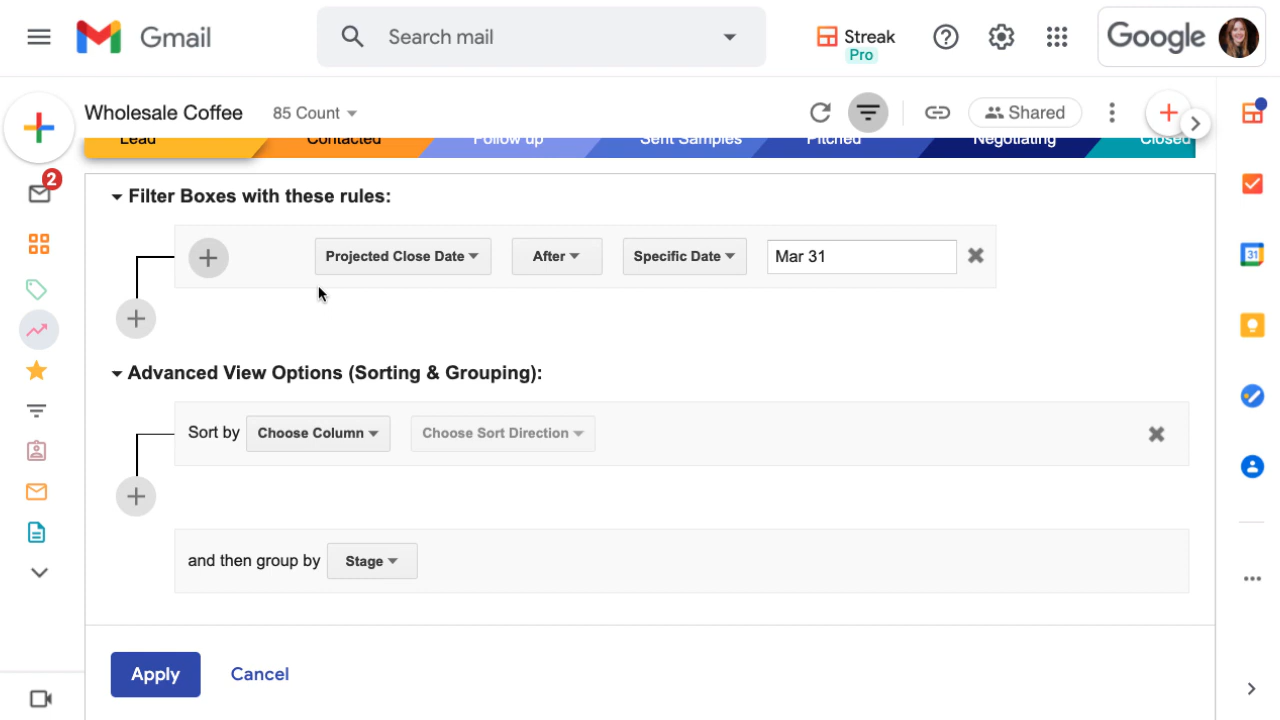 Gmail
Search mail
Streak
Pro
Google
Wholesale Coffee
85 Count
Shared
Lead
Contacted
Follow up
Sent Samples
Pitched
Negotiating
Closed
2
Filter Boxes with these rules:
Projected Close Date
After
Specific Date
Mar 31
31
Advanced View Options (Sorting & Grouping):
Sort by
Choose Column
Choose Sort Direction
and then group by
Stage
Apply
Cancel